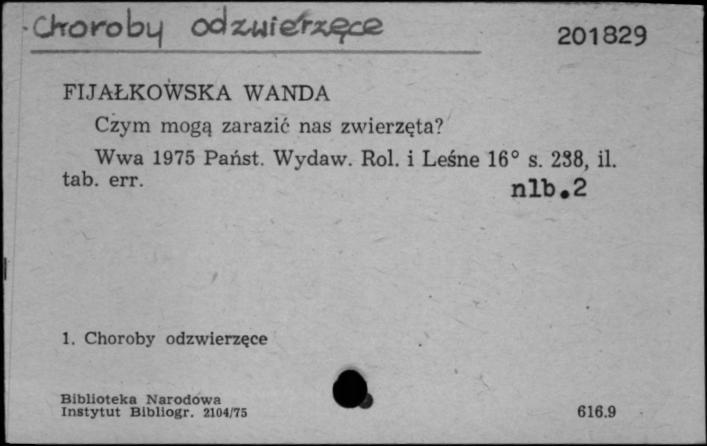 Choroby odzwierzęce
201829
FIJAŁKOWSKA WANDA
Czym mogą zarazić nas zwierzęta?
Wwa 1975 Państ. Wydaw. Rol. i Leśne 16° s. 238, il.
tab. err.
nlb.2
1. Choroby odzwierzęce
Biblioteka Narodowa
Instytut Bibliogr. 2104/75
616.9